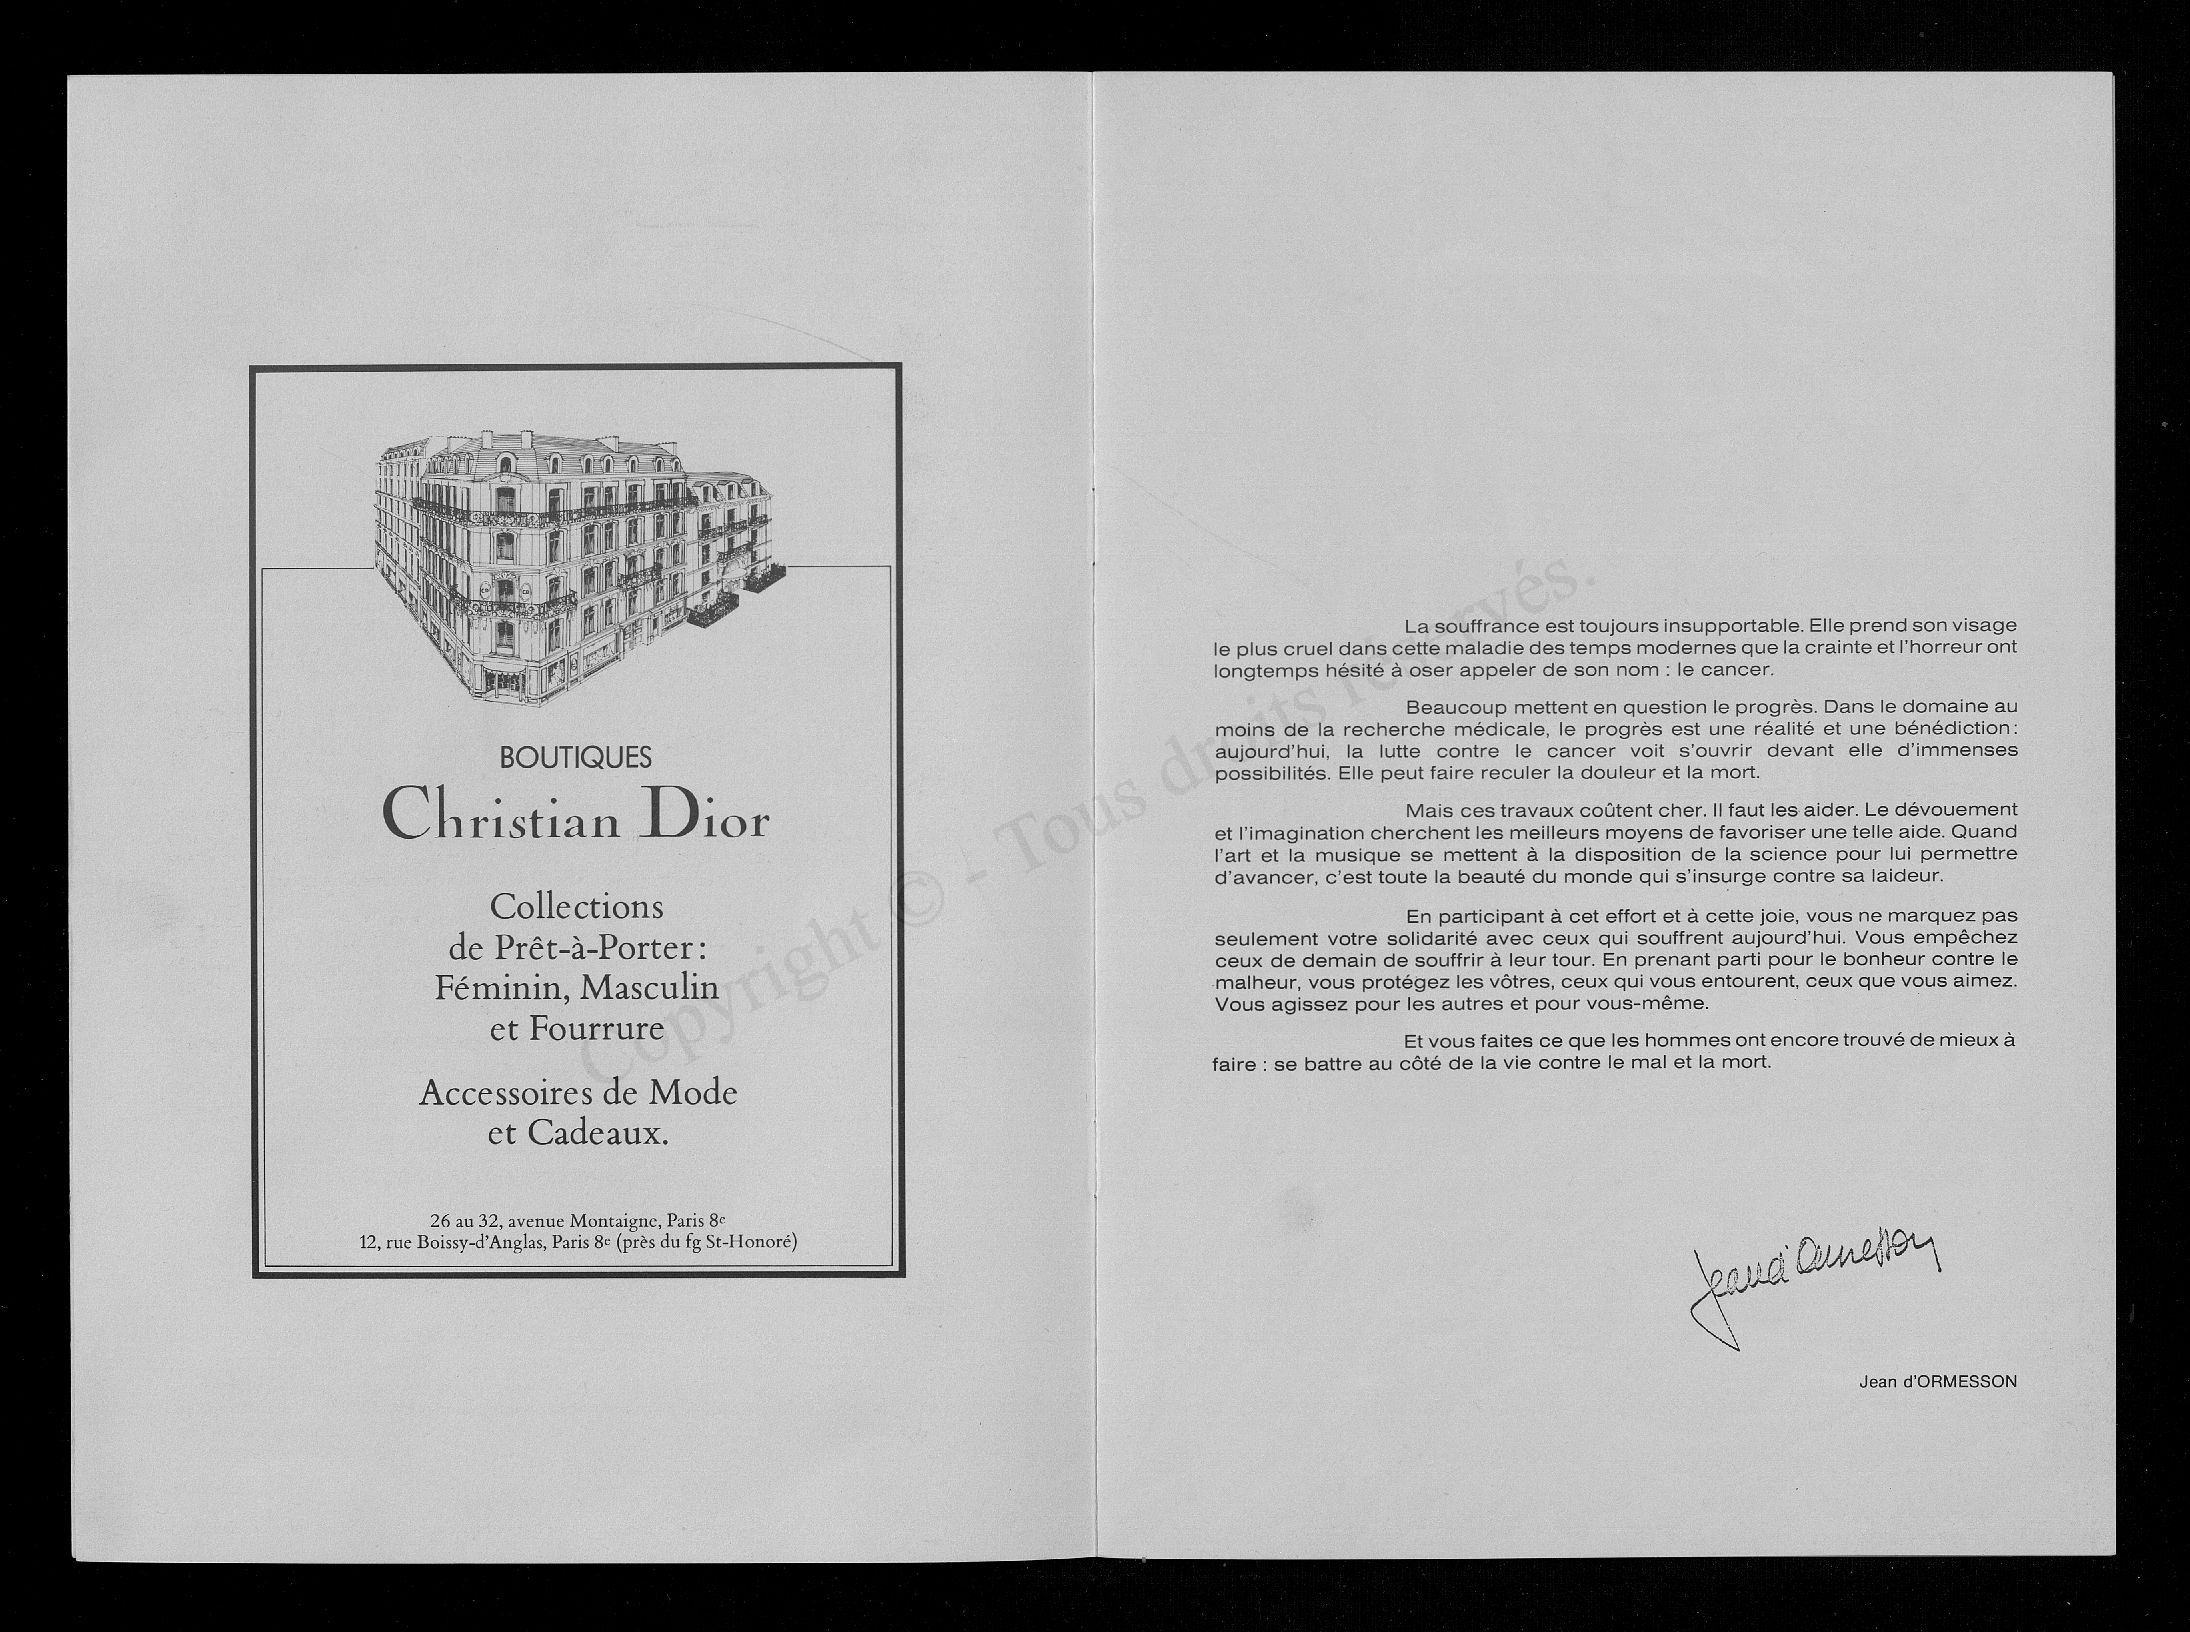 BOUTIQUES
Christian Dior
Collections
de Prêt-à-Porter :
Féminin, Masculin
et Fourrure
Accessoires de Mode
et Cadeaux.
26 au 32, avenue Montaigne, Paris 8e
12, rue Boissy-d'Anglas, Paris 8e (près du fg St-Honoré)
La souffrance est toujours insupportable. Elle prend son visage
le plus cruel dans cette maladie des temps modernes que la crainte et l'horreur ont
longtemps hésité à oser appeler de son nom : le cancer.
Beaucoup mettent en question le progrès. Dans le domaine au
moins de la recherche médicale, le progrès est une réalité et une bénédiction :
aujourd'hui, la lutte contre le cancer voit s'ouvrir devant elle d'immenses
possibilités. Elle peut faire reculer la douleur et la mort.
Mais ces travaux coûtent cher. Il faut les aider. Le dévouement
et l'imagination cherchent les meilleurs moyens de favoriser une telle aide. Quand
l'art et la musique se mettent à la disposition de la science pour lui permettre
d'avancer, c'est toute la beauté du monde qui s'insurge contre sa laideur.
En participant à cet effort et à cette joie, vous ne marquez pas
seulement votre solidarité avec ceux qui souffrent aujourd'hui. Vous empêchez
ceux de demain de souffrir à leur tour. En prenant parti pour le bonheur contre le
malheur, vous protégez les vôtres, ceux qui vous entourent, ceux que vous aimez.
Vous agissez pour les autres et pour vous-même.
Et vous faites ce que les hommes ont encore trouvé de mieux à
faire : se battre au côté de la vie contre le mal et la mort.
Jean d'Ormesson
Jean d'ORMESSON
Copyright © - Tous droits réservés.